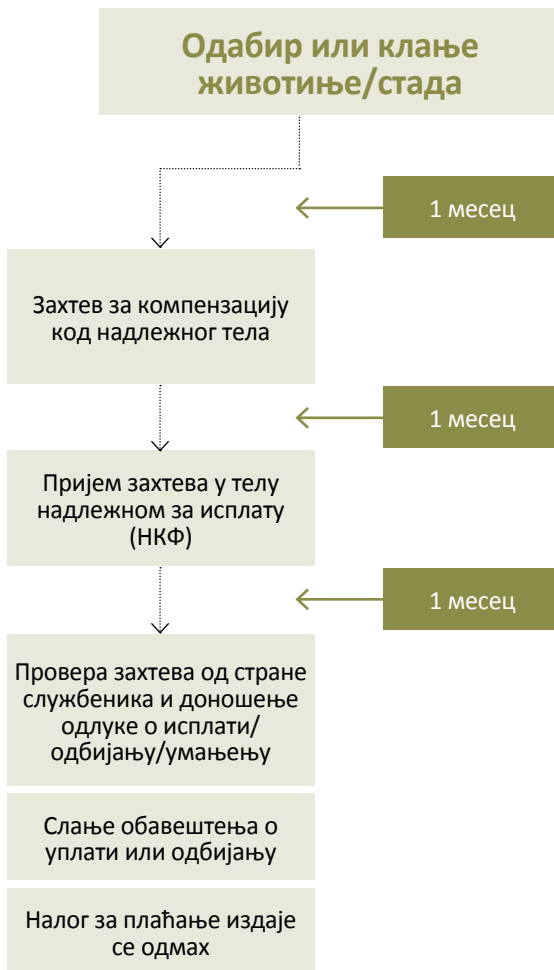 Одабир или клање
животиње/стада
1 месец
Захтев за компензацију
код надлежног тела
1 месец
Пријем захтева у телу
надлежном за исплату
(НКФ)
1 месец
Провера захтева од стране
службеника и доношење
одлуке о исплати/
одбијању/умањењу
Слање обавештења о
уплати или одбијању
Налог за плаћање издаје
се одмах